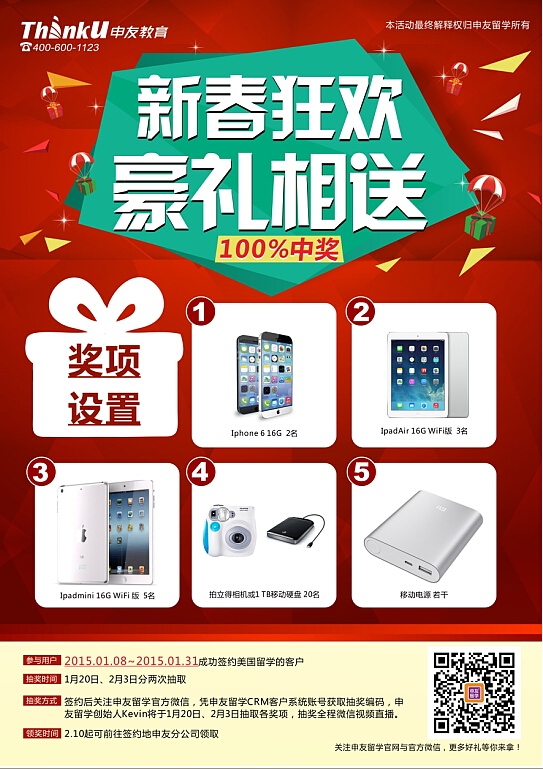 ThinkU 申友教育
☎400-600-1123
本活动最终解释权归申友留学所有
新春狂欢
豪礼相送
100%中奖
奖项
设置
1
Iphone 6 16G 2名
2
IpadAir 16G WiFi版 3名
3
Ipadmini 16G WiFi 版 5名
4
拍立得相机或1 TB移动硬盘 20名
5
移动电源 若干
参与用户 2015.01.08~2015.01.31成功签约美国留学的客户
抽奖时间 1月20日、2月3日分两次抽取
抽奖方式 签约后关注申友留学官方微信，凭申友留学CRM客户系统账号获取抽奖编码，申
友留学创始人Kevin将于1月20日、2月3日抽取各奖项，抽奖全程微信视频直播。
领奖时间 2.10起可前往签约地申友分公司领取
申友
留学
关注申友留学官网与官方微信，更多好礼等你来拿！